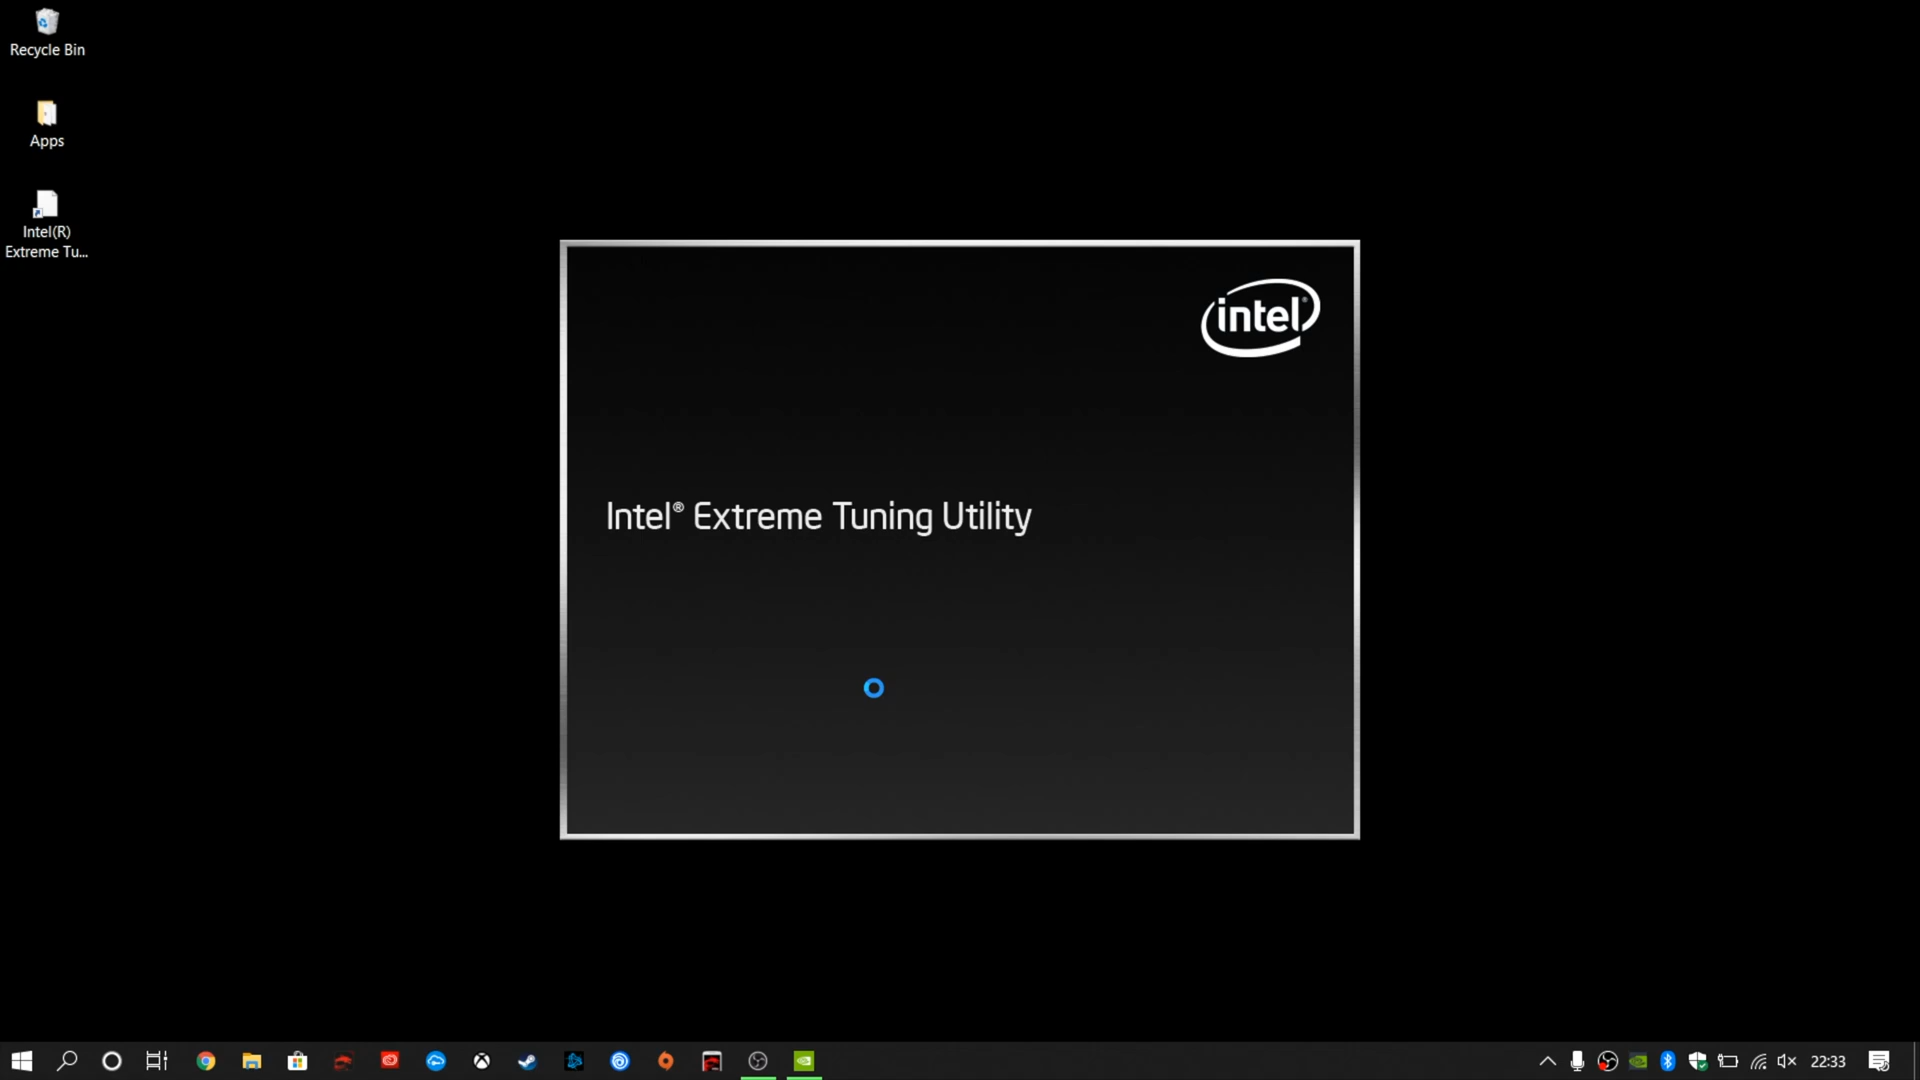 Recycle Bin
Apps
Intel(R)
Extreme Tu...
intel®
Intel® Extreme Tuning Utility
22:33